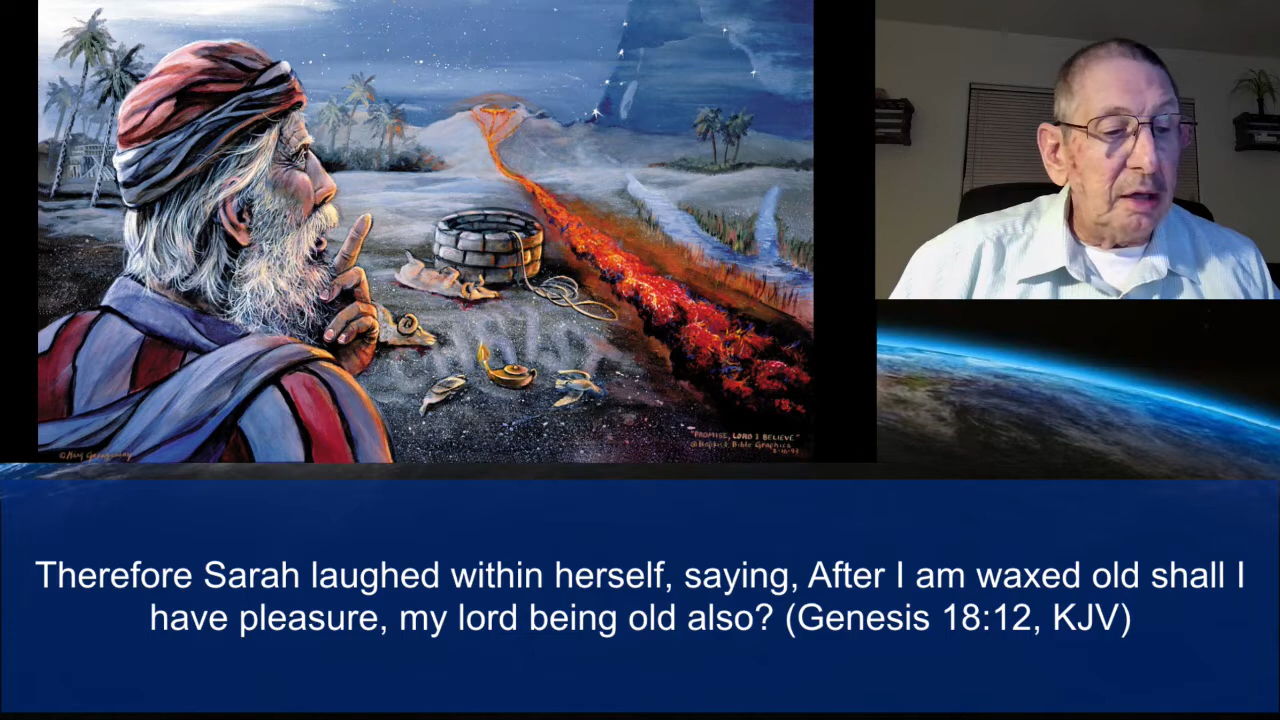 "PROMISE, LORD I BELIEVE"
Therefore Sarah laughed within herself, saying, After I am waxed old shall I
have pleasure, my lord being old also? (Genesis 18:12, KJV)